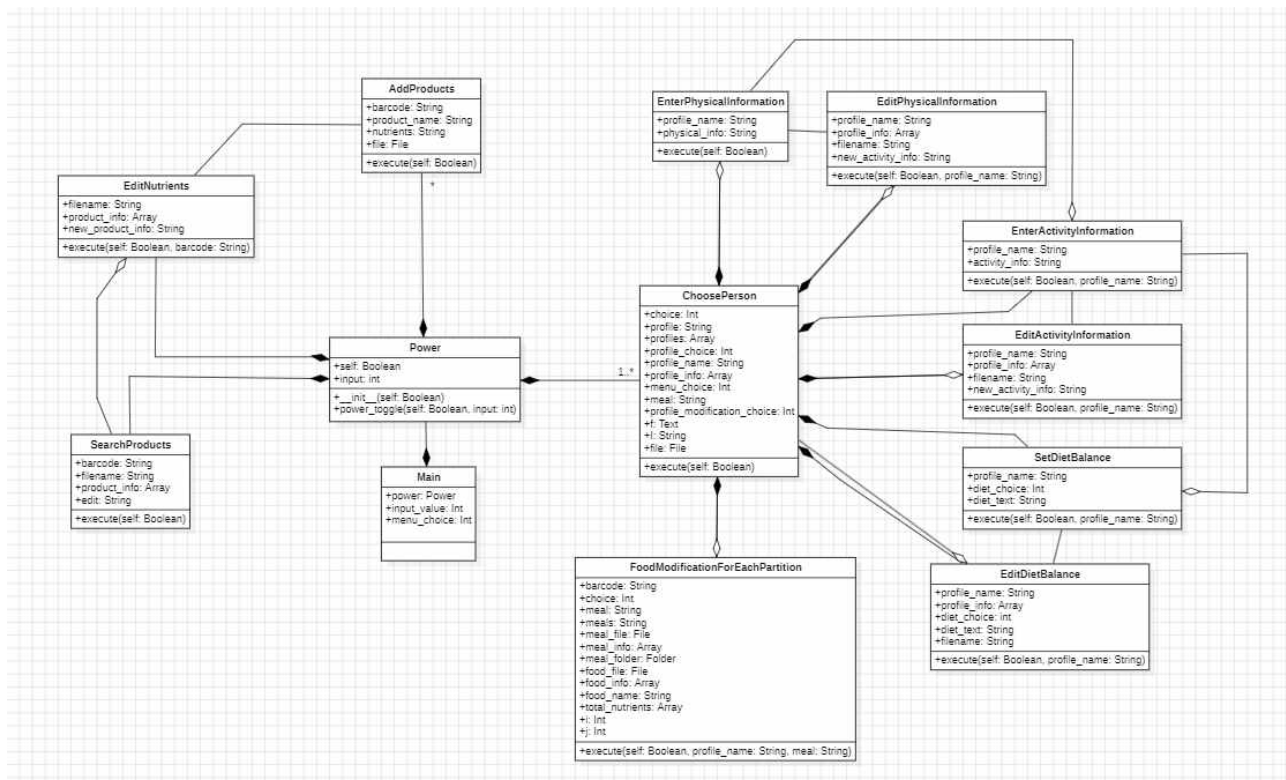 AddProducts
+barcode: String
+product_name: String
+nutrients: String
+file: File
+execute(self: Boolean)
*
EnterPhysicalInformation
+profile_name: String
+physical_info: String
+execute(self: Boolean)
EditPhysicalInformation
+profile_name: String
+profile_info: Array
+filename: String
+new_activity_info: String
+execute(self: Boolean, profile_name: String)
EditNutrients
+filename: String
+product_info: Array
+new_product_info: String
+execute(self: Boolean, barcode: String)
EnterActivityInformation
+profile_name: String
+activity_info: String
+execute(self: Boolean, profile_name: String)
ChoosePerson
+choice: Int
+profile: String
+profiles: Array
+profile_choice: Int
+profile_name: String
+profile_info: Array
+menu_choice: Int
+meal: String
+profile_modification_choice: Int
+f: Text
+l: String
+file: File
+execute(self: Boolean)
1..*
Power
+self: Boolean
+input: int
+__init__(self: Boolean)
+power_toggle(self: Boolean, input: int)
EditActivityInformation
+profile_name: String
+profile_info: Array
+filename: String
+new_activity_info: String
+execute(self: Boolean, profile_name: String)
SearchProducts
+barcode: String
+filename: String
+product_info: Array
+edit: String
+execute(self: Boolean)
Main
+power: Power
+input_value: Int
+menu_choice: Int
SetDietBalance
+profile_name: String
+diet_choice: Int
+diet_text: String
+execute(self: Boolean, profile_name: String)
FoodModificationForEachPartition
+barcode: String
+choice: Int
+meal: String
+meals: String
+meal_file: File
+meal_info: Array
+meal_folder: Folder
+food_file: File
+food_info: Array
+food_name: String
+total_nutrients: Array
+i: Int
+j: Int
+execute(self: Boolean, profile_name: String, meal: String)
EditDietBalance
+profile_name: String
+profile_info: Array
+diet_choice: int
+diet_text: String
+filename: String
+execute(self: Boolean, profile_name: String)